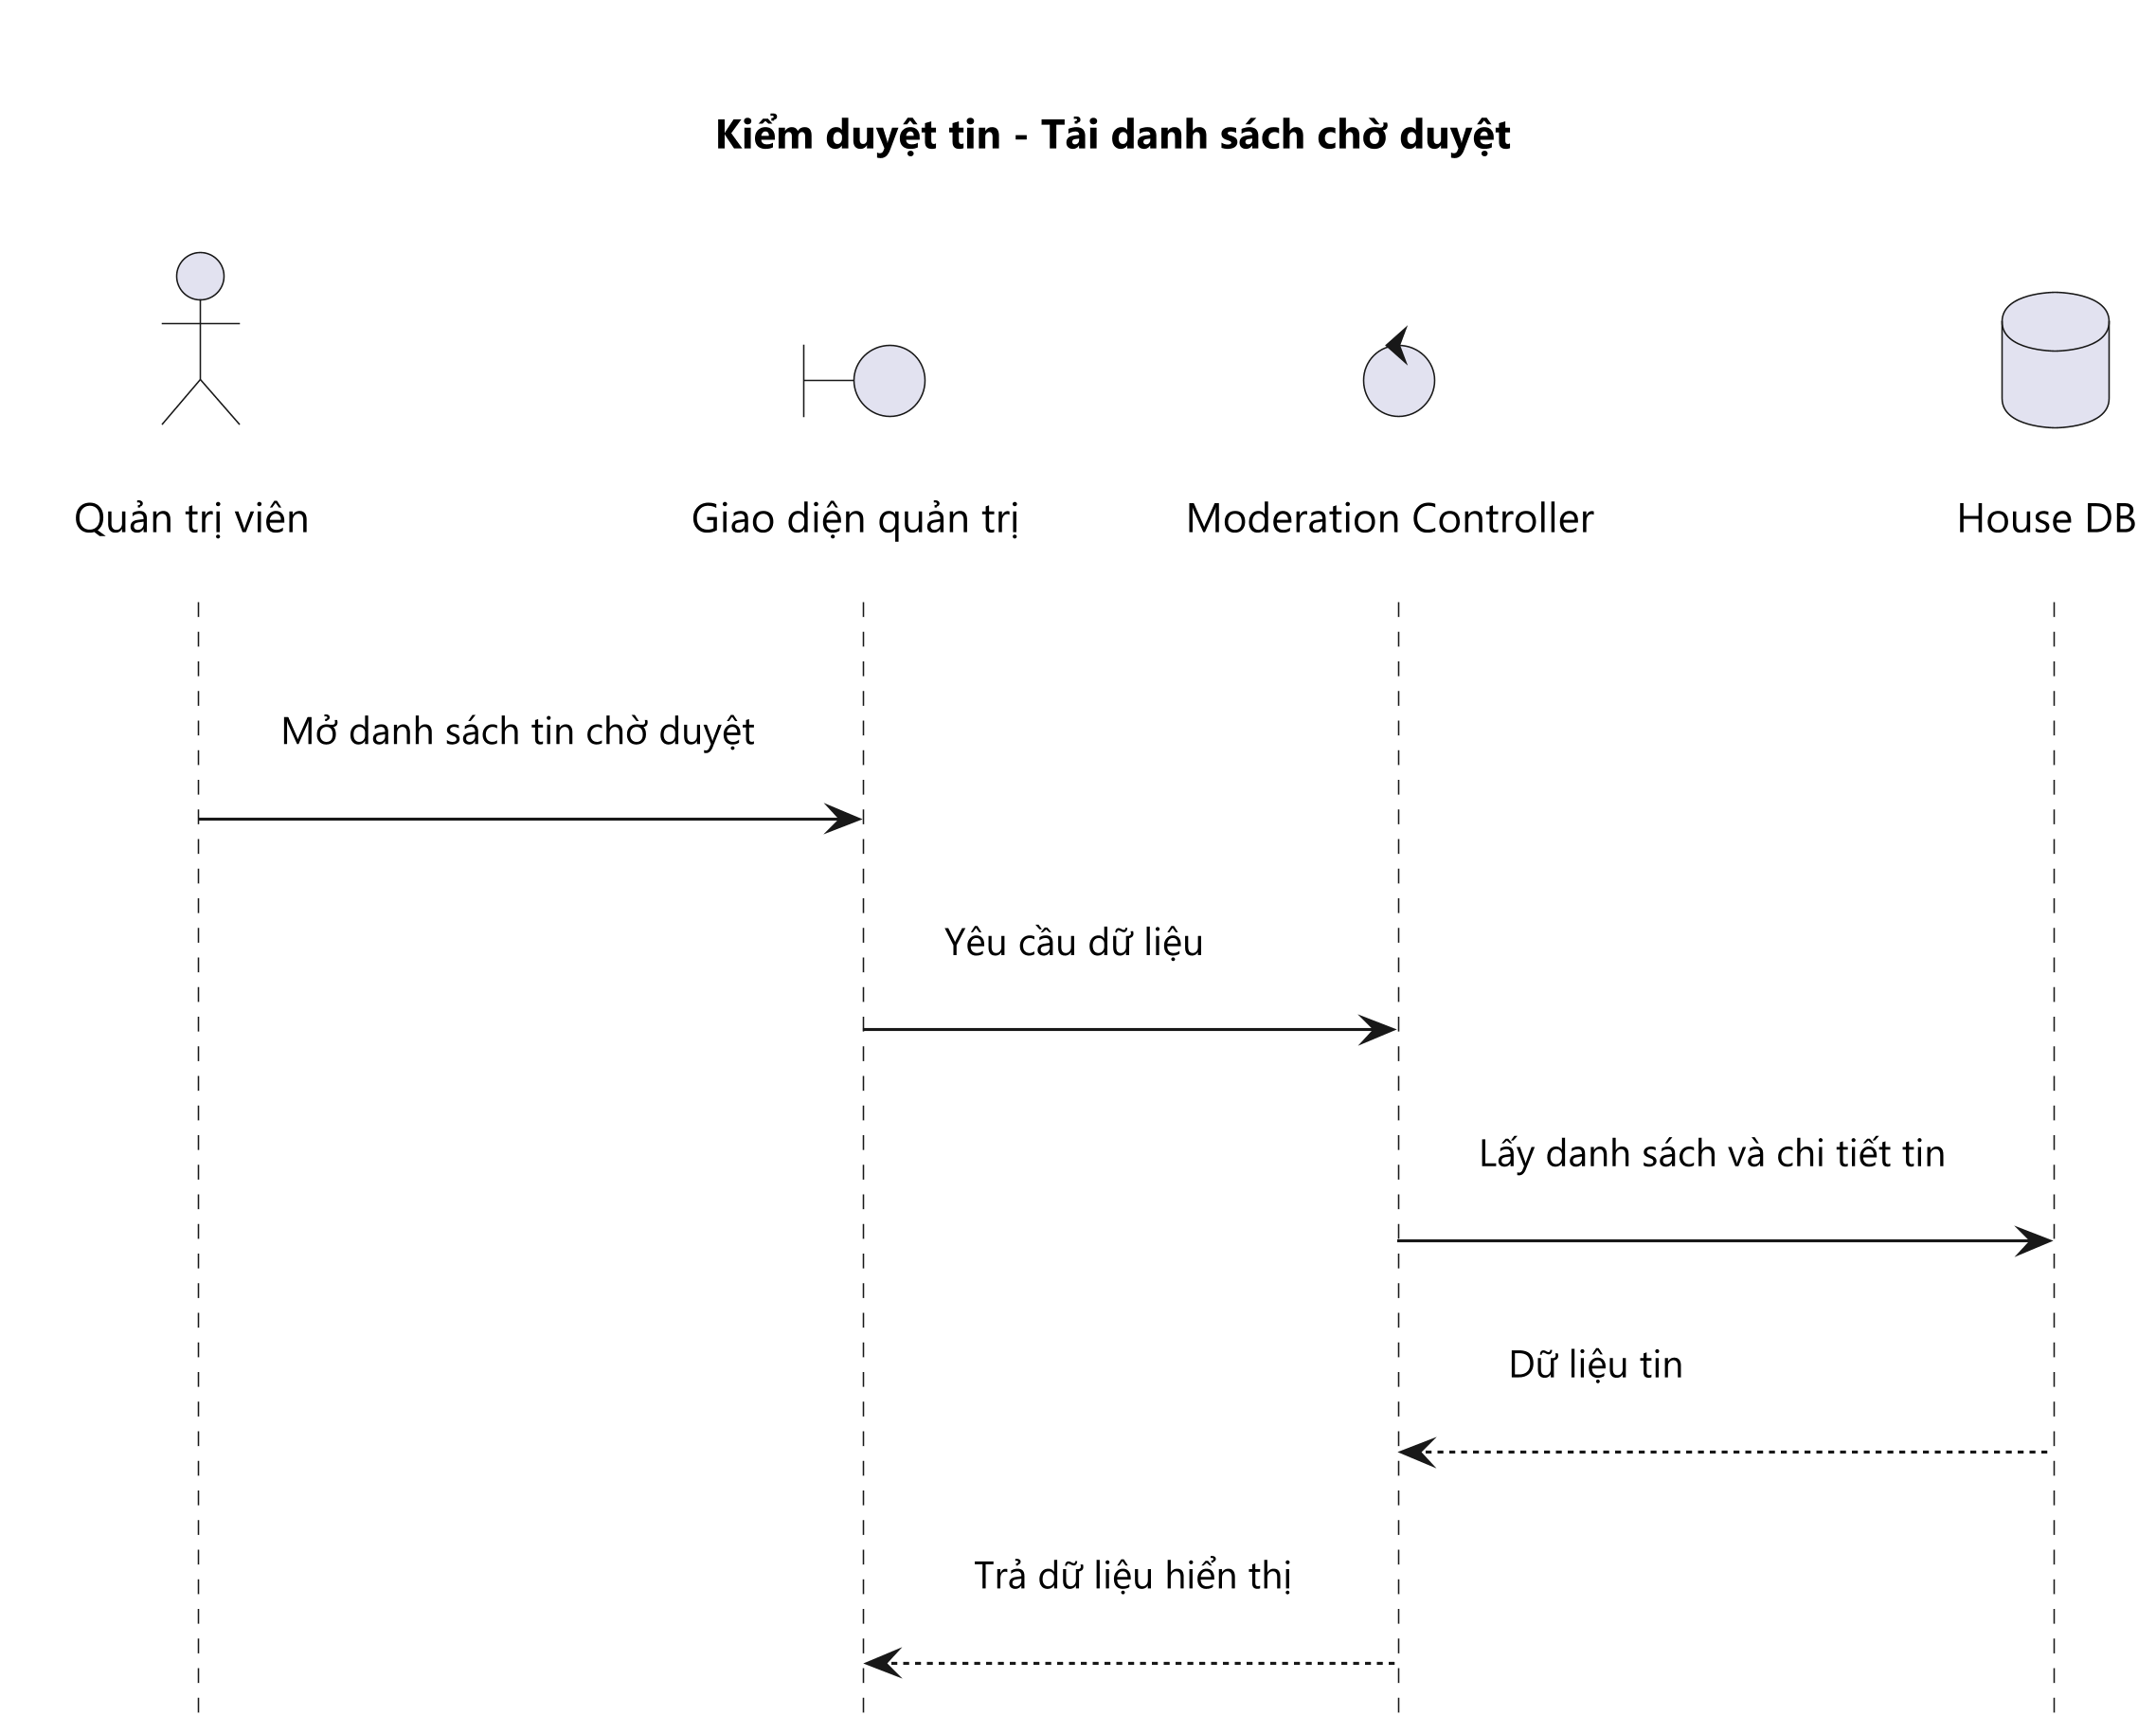 Kiểm duyệt tin - Tải danh sách chờ duyệt
Quản trị viên
Giao diện quản trị
Moderation Controller
House DB
Mở danh sách tin chờ duyệt
Yêu cầu dữ liệu
Lấy danh sách và chi tiết tin
Dữ liệu tin
Trả dữ liệu hiển thị